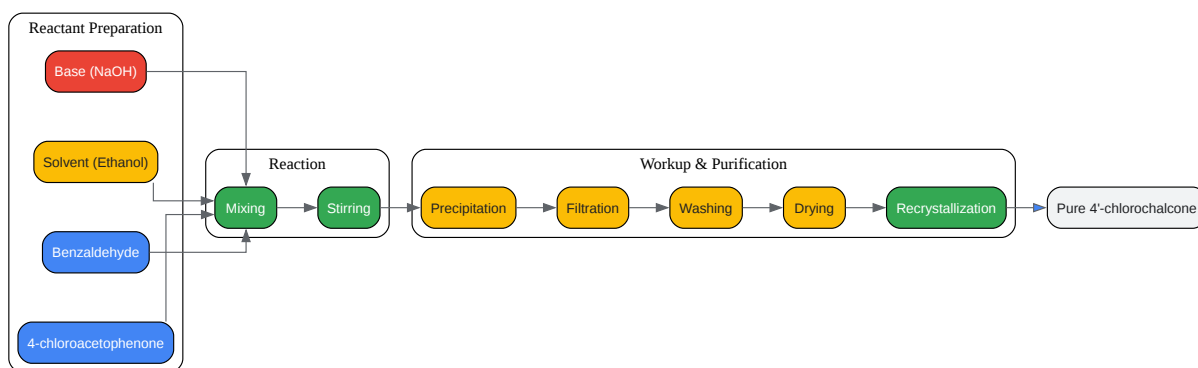 Reactant Preparation
Base (NaOH)
Solvent (Ethanol)
Benzaldehyde
4-chloroacetophenone
Reaction
Mixing
Stirring
Workup & Purification
Precipitation
Filtration
Washing
Drying
Recrystallization
Pure 4'-chlorochalcone